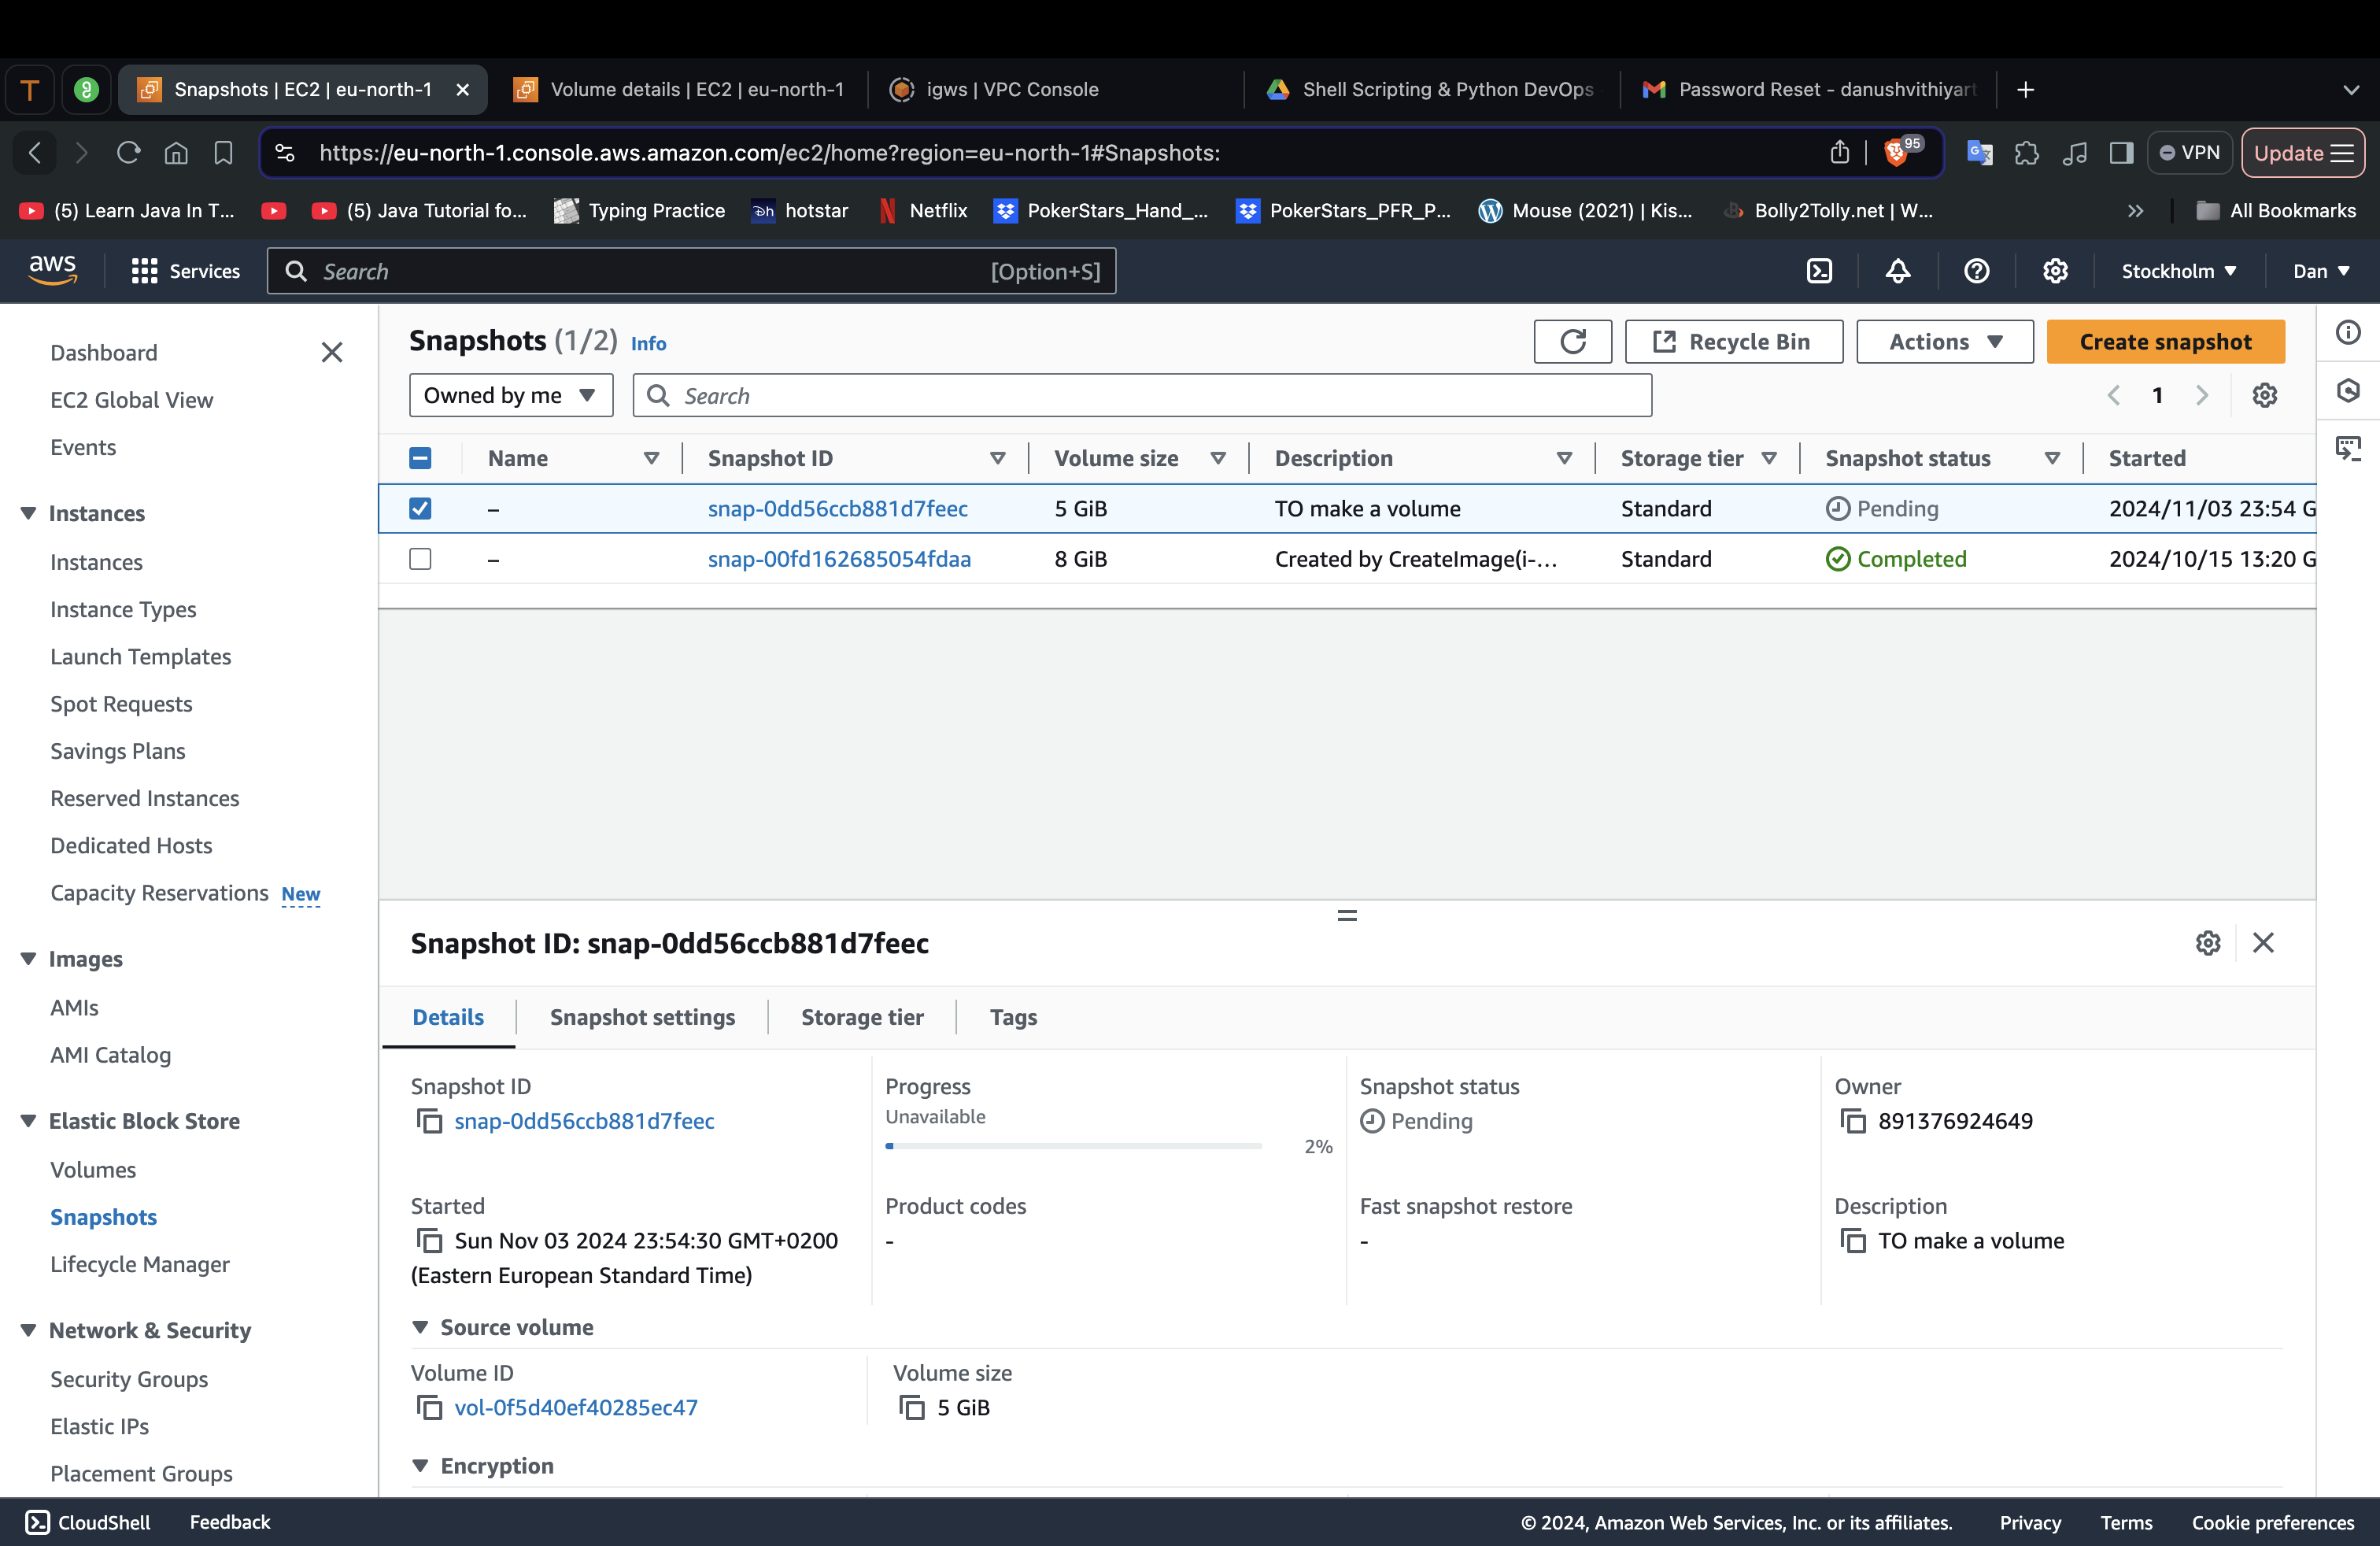 T
Snapshots | EC2 | eu-north-1
Volume details | EC2 | eu-north-1
igws | VPC Console
Shell Scripting & Python DevOps
Password Reset - danushvithiyart
https://eu-north-1.console.aws.amazon.com/ec2/home?region=eu-north-1#Snapshots:
95
VPN
Update
(5) Learn Java In T...
(5) Java Tutorial fo...
Typing Practice
hotstar
Netflix
PokerStars_Hand_...
PokerStars_PFR_P...
Mouse (2021) | Kis...
Bolly2Tolly.net | W...
All Bookmarks
aws
Services
Search
[Option+S]
Stockholm
Dan
Dashboard
EC2 Global View
Events
Instances
Instances
Instance Types
Launch Templates
Spot Requests
Savings Plans
Reserved Instances
Dedicated Hosts
Capacity Reservations New
Images
AMIs
AMI Catalog
Elastic Block Store
Volumes
Snapshots
Lifecycle Manager
Network & Security
Security Groups
Elastic IPs
Placement Groups
Snapshots (1/2) Info
Recycle Bin
Actions
Create snapshot
Owned by me
Search
1
Name Snapshot ID Volume size Description Storage tier Snapshot status Started
– snap-0dd56ccb881d7feec 5 GiB TO make a volume Standard Pending 2024/11/03 23:54 G
– snap-00fd162685054fdaa 8 GiB Created by CreateImage(i-... Standard Completed 2024/10/15 13:20 G
Snapshot ID: snap-0dd56ccb881d7feec
Details
Snapshot settings
Storage tier
Tags
Snapshot ID
snap-0dd56ccb881d7feec
Progress
Unavailable
2%
Snapshot status
Pending
Owner
891376924649
Started
Sun Nov 03 2024 23:54:30 GMT+0200
(Eastern European Standard Time)
Product codes
-
Fast snapshot restore
-
Description
TO make a volume
Source volume
Volume ID
vol-0f5d40ef40285ec47
Volume size
5 GiB
Encryption
CloudShell
Feedback
© 2024, Amazon Web Services, Inc. or its affiliates.
Privacy
Terms
Cookie preferences